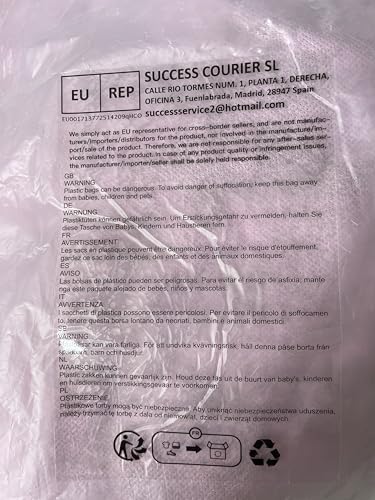 EU REP
SUCCESS COURIER SL
CALLE RIO TORMES NUM. 1, PLANTA 1, DERECHA,
OFICINA 3, Fuenlabrada, Madrid, 28947 Spain
successservice2@hotmail.com
We simply act as EU representative for cross-border sellers, and are not manufac-
turers/importers/distributors for the product, nor involved in the manufacture/im-
port/sale of the product. Therefore, we are not responsible for any after-sales ser-
vices related to the product. In case of any product quality or infringement issues,
the manufacturer/importer/seller shall be solely held responsible.
GB
WARNING
Plastic bags can be dangerous. To avoid danger of suffocation, keep this bag away
from babies, children and pets.
DE
WARNUNG
Plastiktüten können gefährlich sein. Um Erstickungsgefahr zu vermeiden, halten Sie
diese Tasche von Babys, Kindern und Haustieren fern.
FR
AVERTISSEMENT
Les sacs en plastique peuvent être dangereux. Pour éviter le risque d'étouffement,
gardez ce sac loin des bébés, des enfants et des animaux domestiques.
ES
AVISO
Las bolsas de plástico pueden ser peligrosas. Para evitar el riesgo de asfixia, mante
nga este paquete alejado de bebés, niños y mascotas.
IT
AVVERTENZA
I sacchetti di plastica possono essere pericolosi. Per evitare il pericolo di soffocamen
to, tenere questa borsa lontano da neonati, bambini e animali domestici.
SE
VARNING
kan vara farliga. För att undvika kvävningsrisk, håll denna påse borta från
spädbarn, barn och husdjur.
NL
WAARSCHUWING
Plastic zakken kunnen gevaarlijk zijn. Houd deze tas uit de buurt van baby's, kinderen
en huisdieren om verstikkingsgevaar te voorkomen.
PL
OSTRZEŻENIE
Plastikowe torby mogą być niebezpieczne. Aby uniknąć niebezpieczeństwa uduszenia,
należy trzymać tę torbę z dala od niemowląt, dzieci i zwierząt domowych.
FR